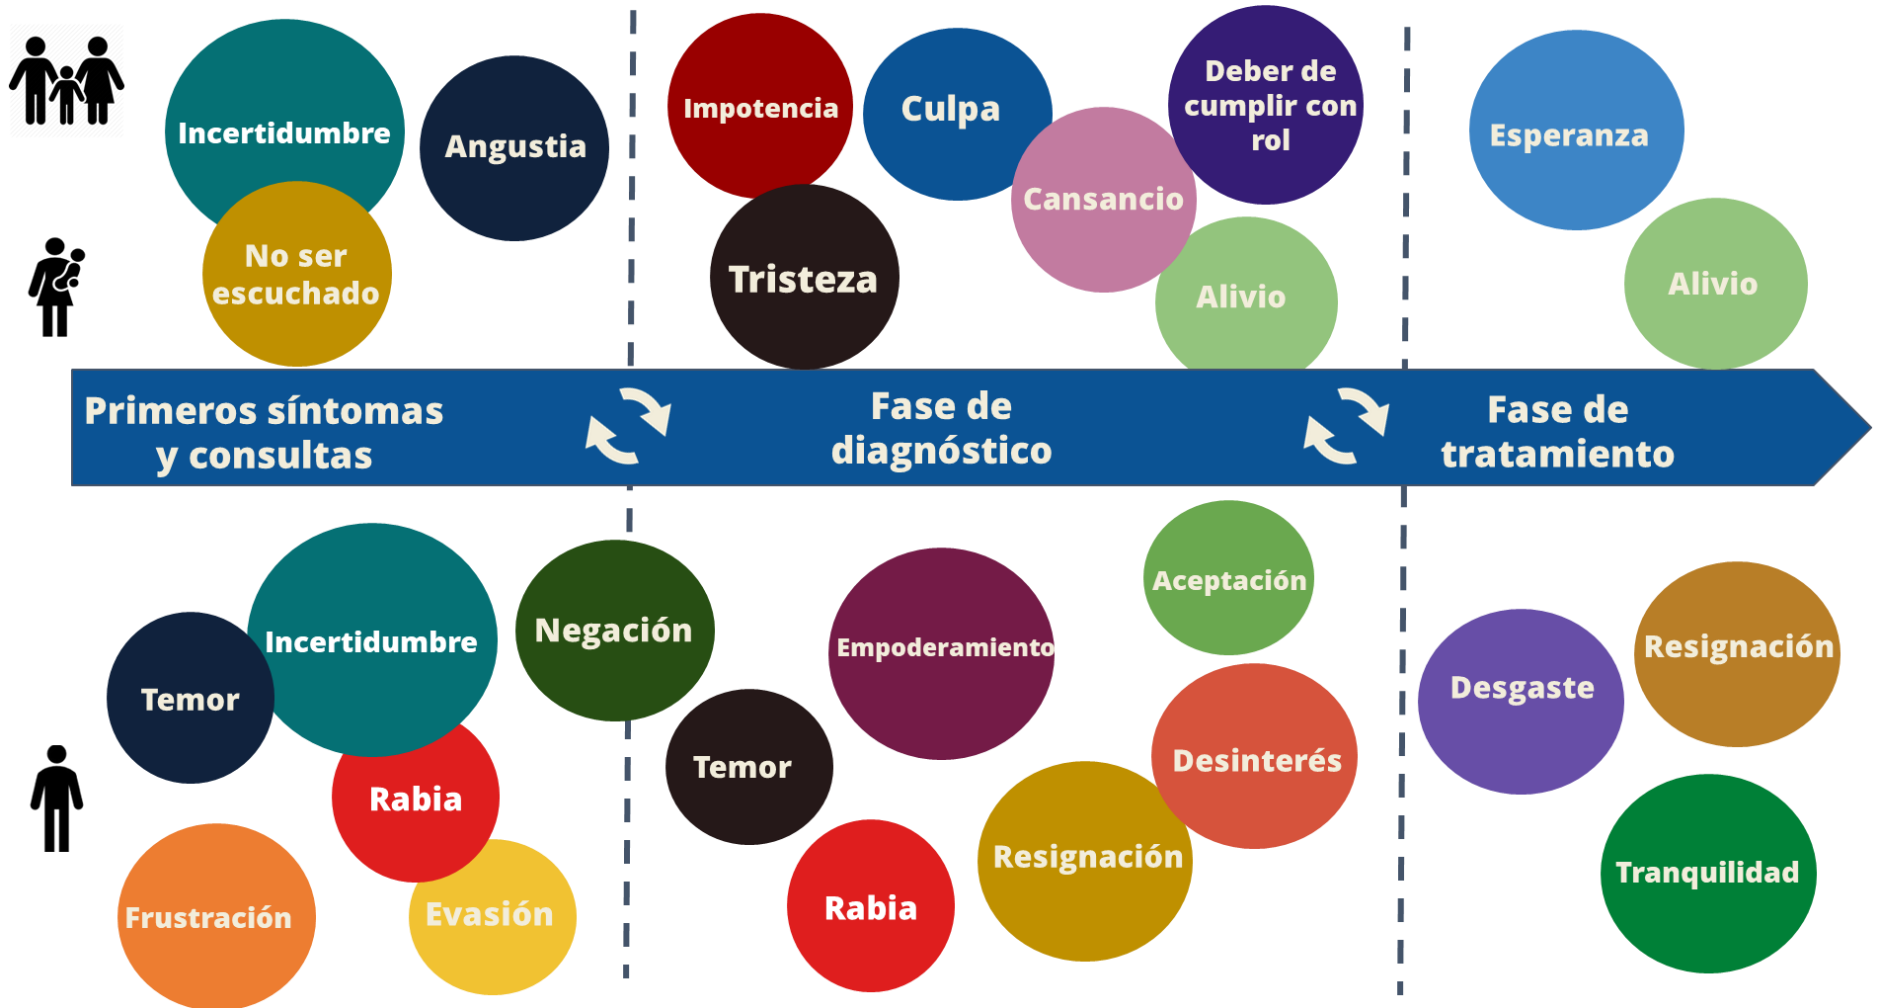 Incertidumbre
No ser
escuchado
Angustia
Impotencia
Tristeza
Culpa
Cansancio
Deber de
cumplir con
rol
Alivio
Esperanza
Alivio
Primeros síntomas
y consultas
Fase de
diagnóstico
Fase de
tratamiento
Temor
Incertidumbre
Rabia
Frustración
Evasión
Negación
Temor
Rabia
Empoderamiento
Resignación
Aceptación
Desinterés
Desgaste
Resignación
Tranquilidad